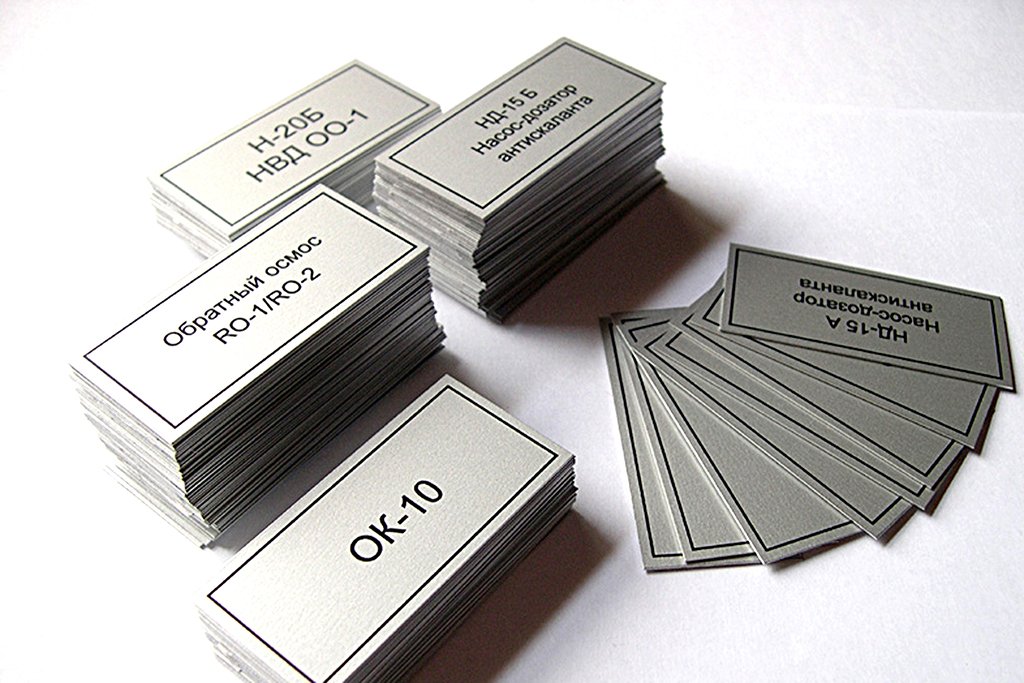 Н-20Б
НВД ОО-1
НД-15 Б
Насос-дозатор
антискаланта
Обратный осмос
RO-1/RO-2
НД-15 А
Насос-дозатор
антискаланта
ОК-10